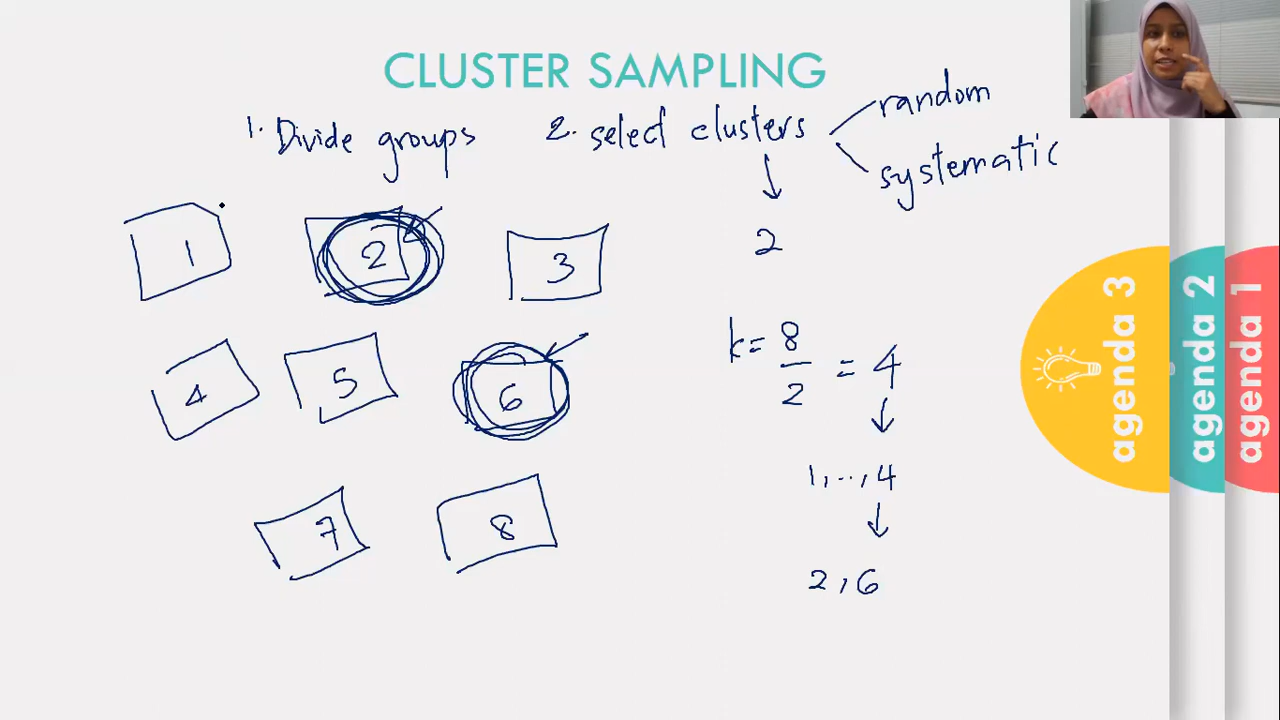 CLUSTER SAMPLING
1. Divide groups
2. select clusters
random
systematic
2
1
2
3
4
5
6
7
8
k = 8/2 = 4
1, ..., 4
2, 6
agenda 3
agenda 2
agenda 1